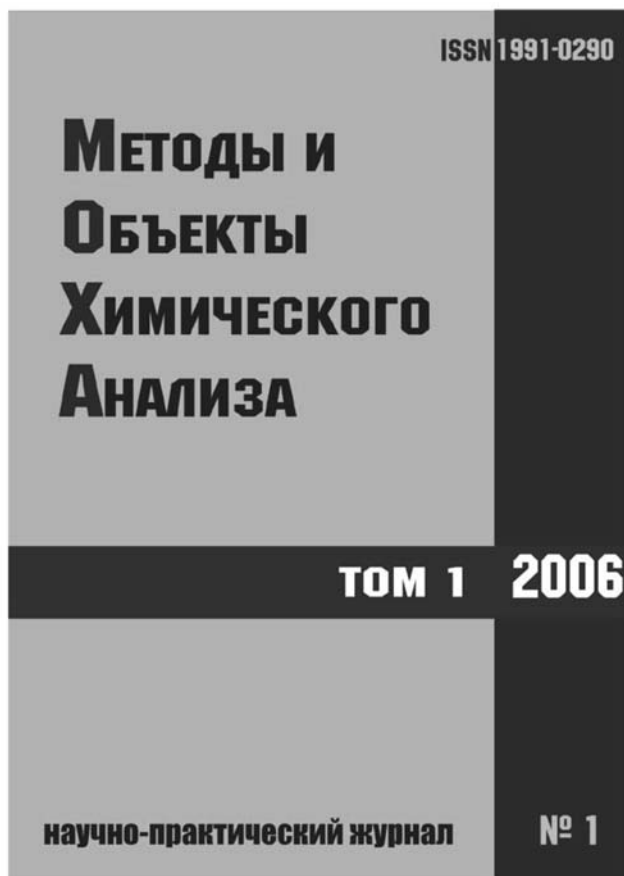 ISSN 1991-0290
Методы и
Объекты
Химического
Анализа
том 1 2006
научно-практический журнал № 1